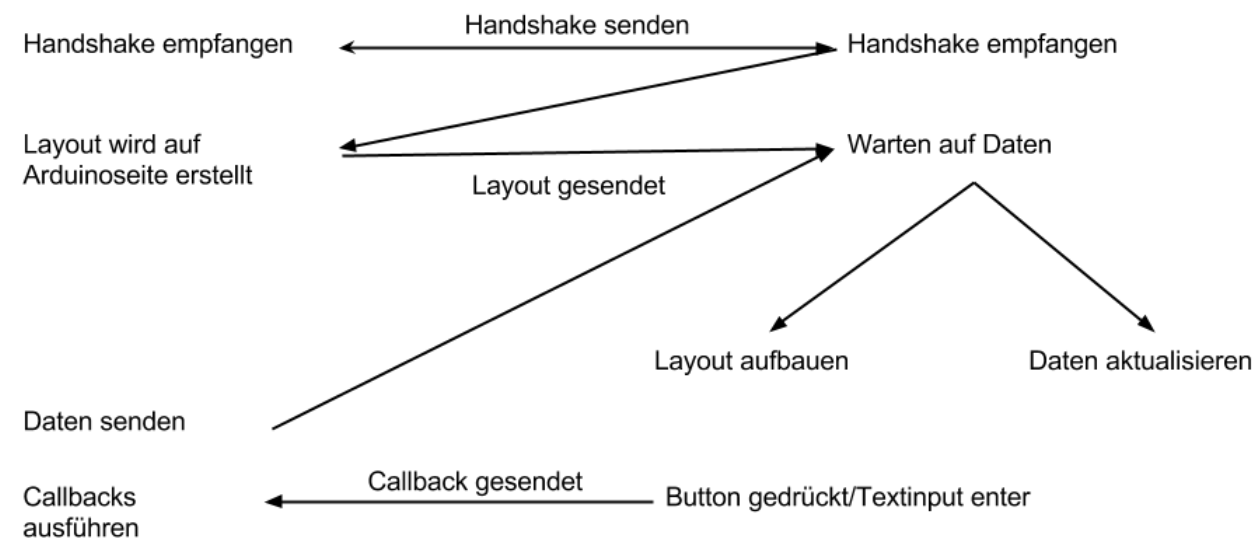 Handshake senden
Handshake empfangen
Handshake empfangen
Layout wird auf
Arduinoseite erstellt
Warten auf Daten
Layout gesendet
Layout aufbauen
Daten aktualisieren
Daten senden
Callback gesendet
Callbacks
ausführen
Button gedrückt/Textinput enter